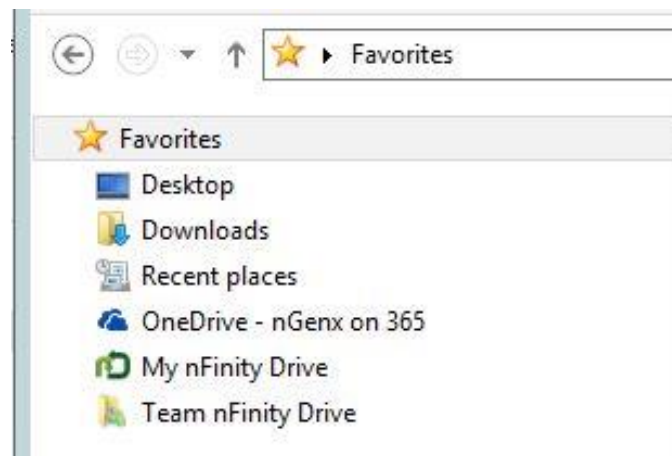 Favorites
Favorites
Desktop
Downloads
Recent places
OneDrive - nGenx on 365
My nFinity Drive
Team nFinity Drive